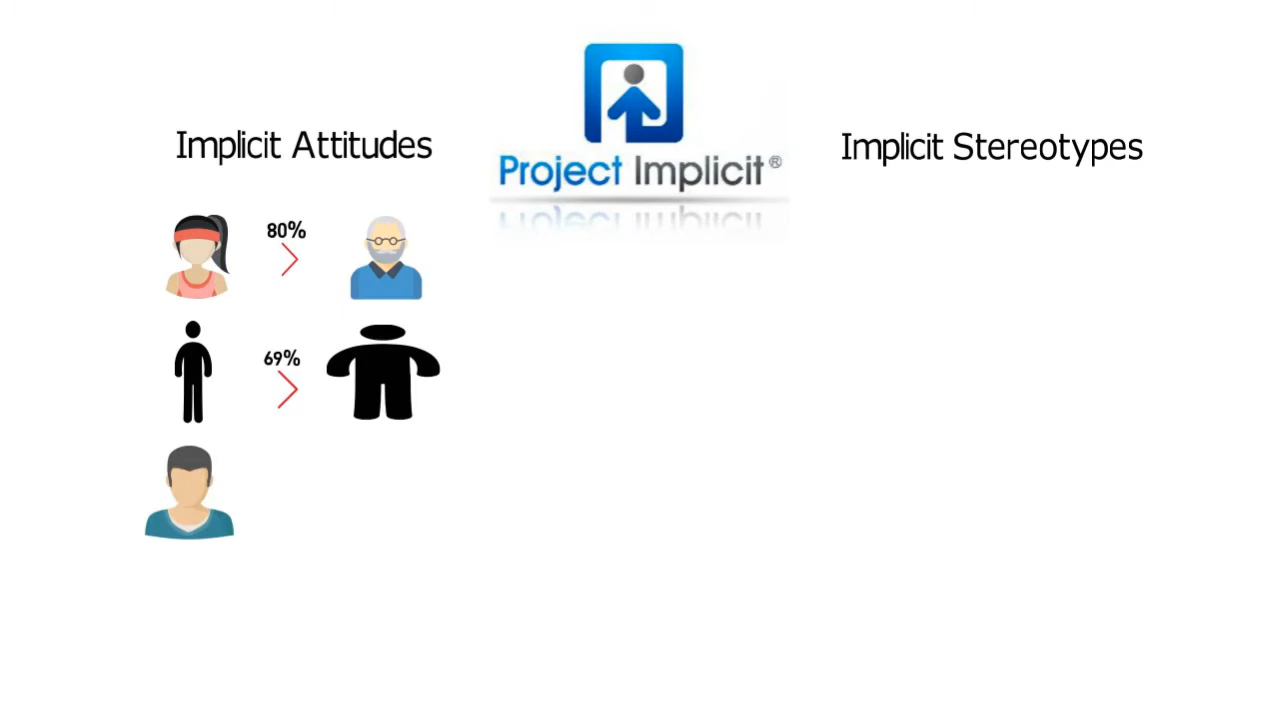 Implicit Attitudes
Project Implicit®
Implicit Stereotypes
80%
>
69%
>